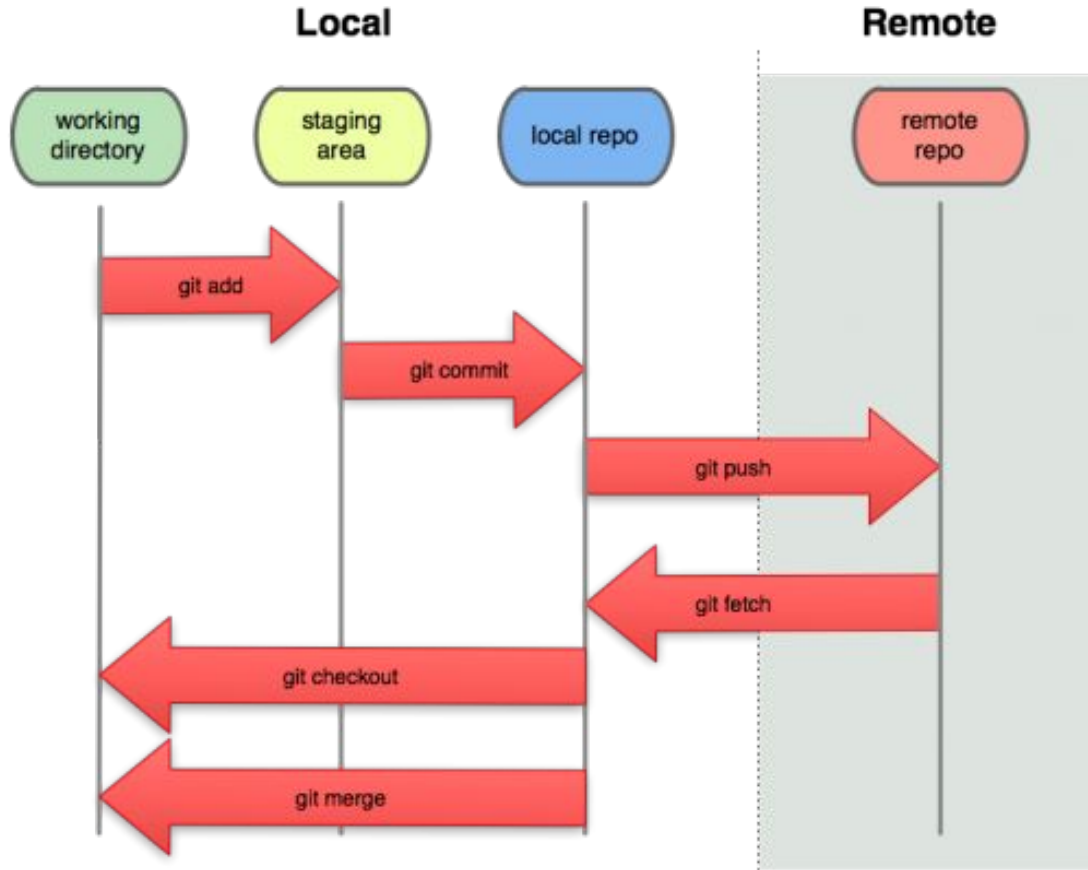 Local
Remote
working
directory
staging
area
local repo
remote
repo
git add
git commit
git push
git fetch
git checkout
git merge